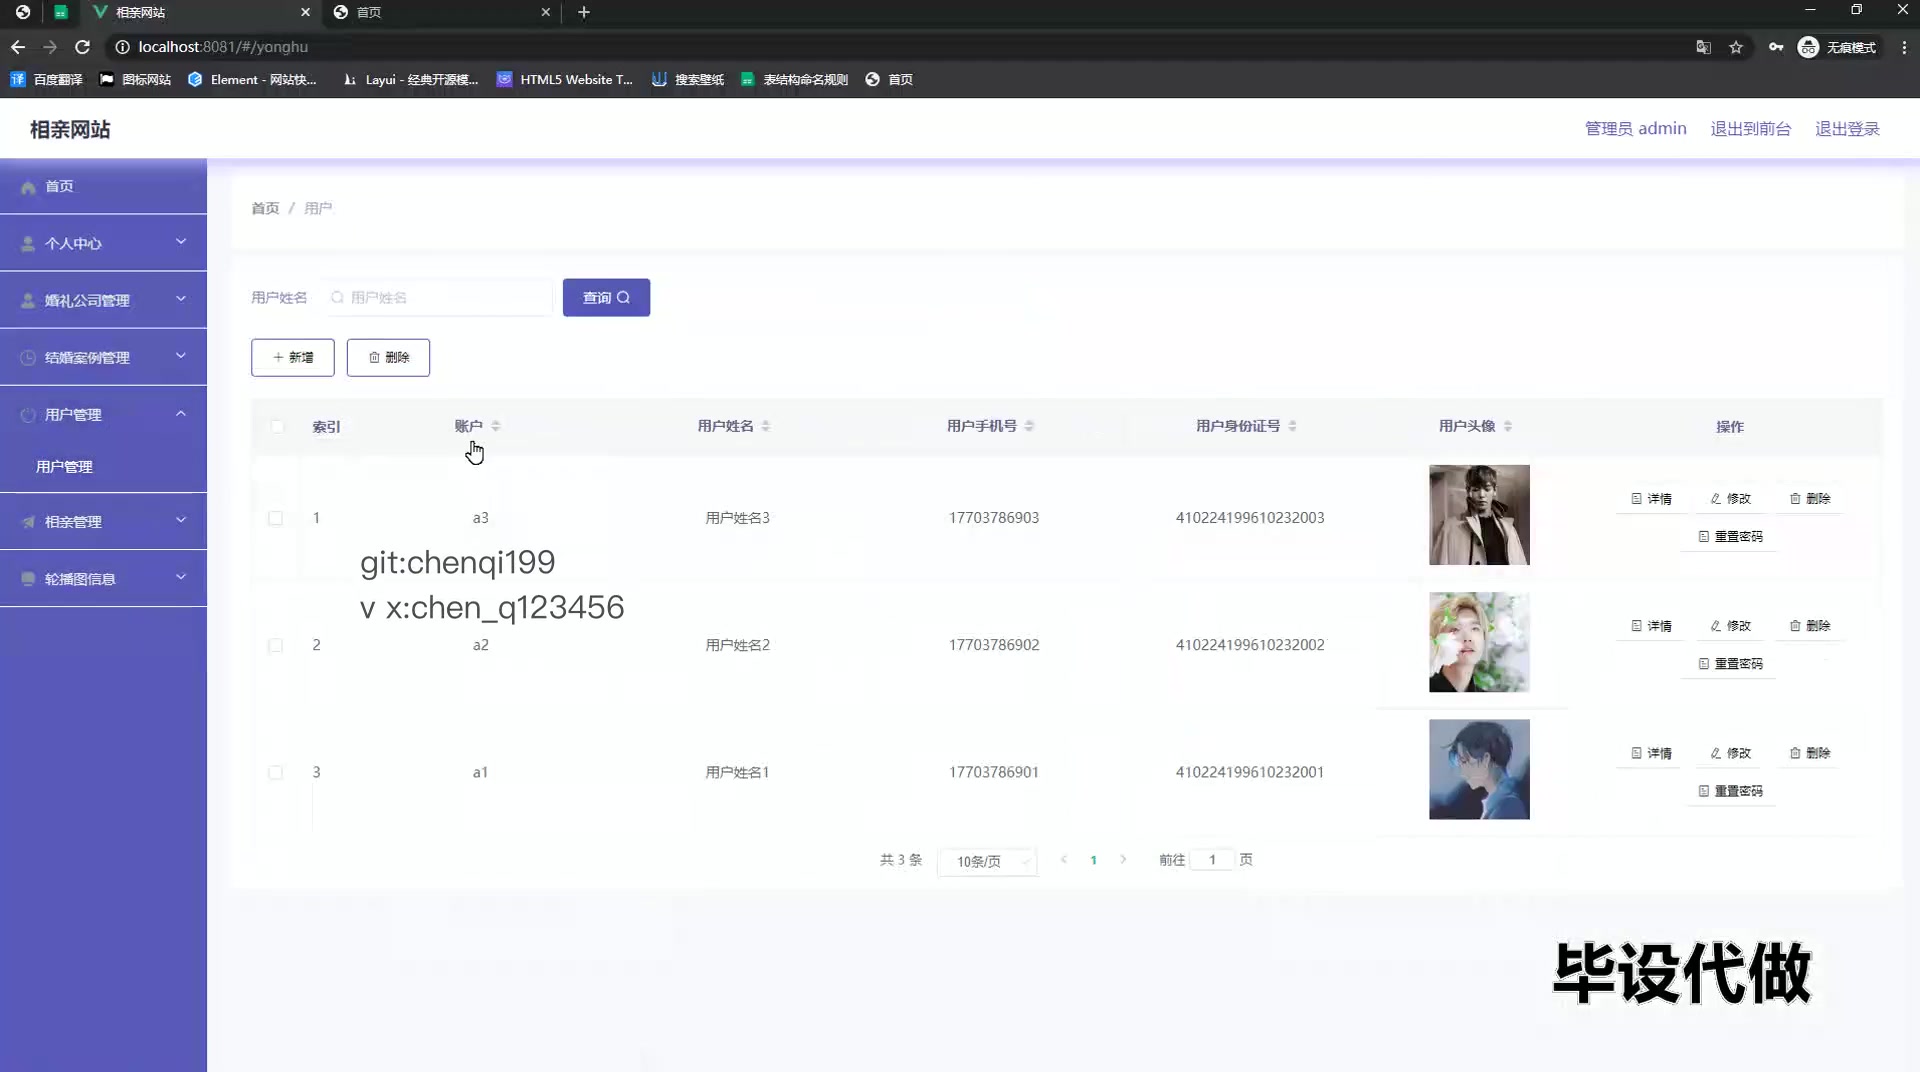 相亲网站
首页
localhost:8081/#/yonghu
无痕模式
百度翻译
图标网站
Element - 网站快...
Layui - 经典开源模...
HTML5 Website T...
搜索壁纸
表结构命名规则
首页
相亲网站
管理员 admin
退出到前台
退出登录
首页
个人中心
婚礼公司管理
结婚案例管理
用户管理
用户管理
相亲管理
轮播图信息
首页 / 用户
用户姓名 用户姓名 查询
新增 删除
索引 账户 用户姓名 用户手机号 用户身份证号 用户头像 操作
1 a3 用户姓名3 17703786903 410224199610232003 详情 修改 删除
重置密码
git:chenqi199
v x:chen_q123456
2 a2 用户姓名2 17703786902 410224199610232002 详情 修改 删除
重置密码
3 a1 用户姓名1 17703786901 410224199610232001 详情 修改 删除
重置密码
共 3 条 10条/页 1 前往 1 页
毕设代做